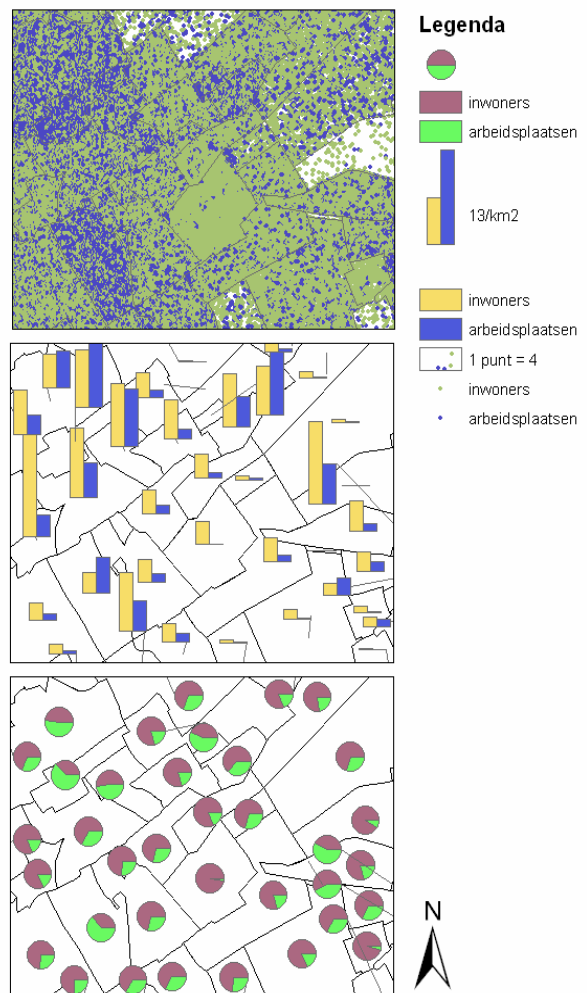 Legenda
inwoners
arbeidsplaatsen
13/km2
inwoners
arbeidsplaatsen
1 punt = 4
inwoners
arbeidsplaatsen
N